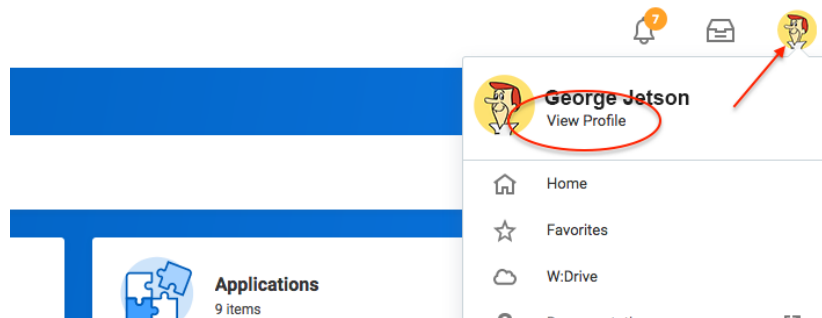 7
George Jetson
View Profile
Home
Favorites
W:Drive
Applications
9 items